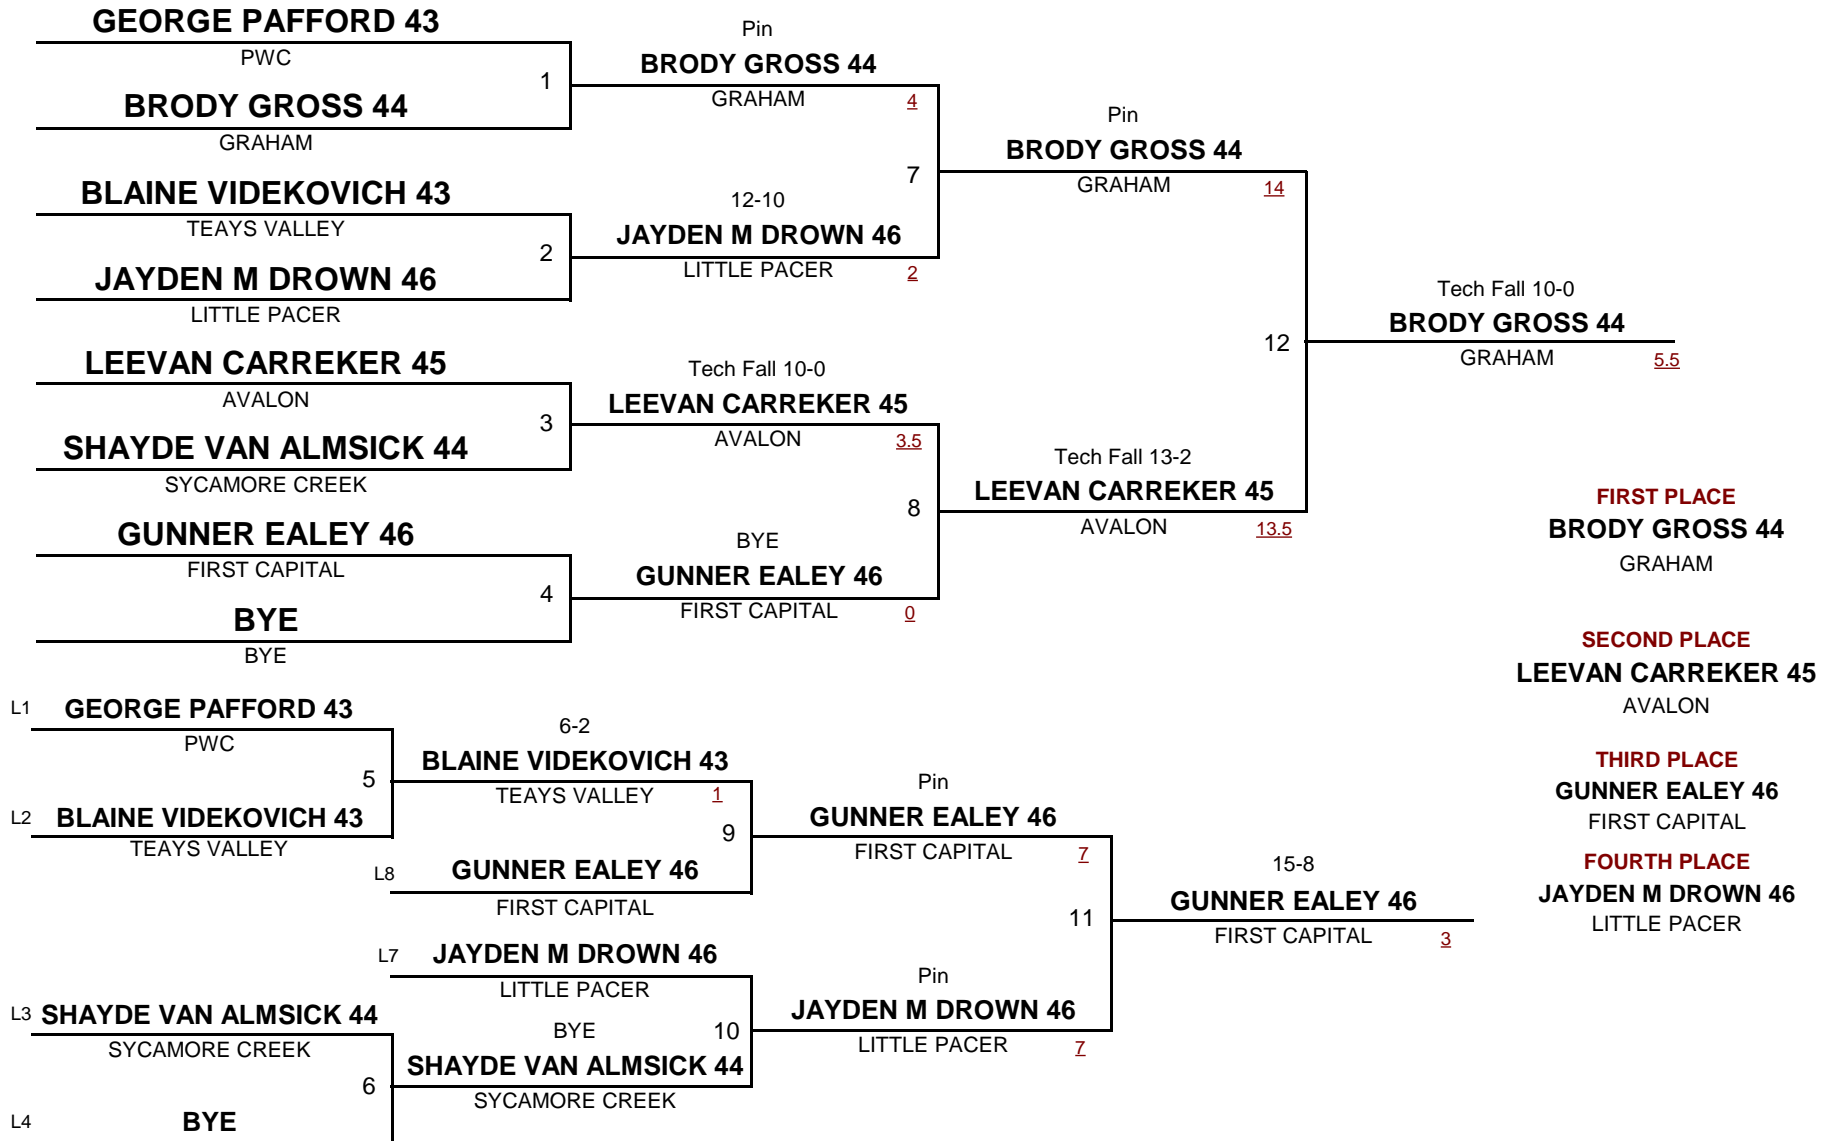 GEORGE PAFFORD 43
PWC
1
BRODY GROSS 44
GRAHAM
Pin
BRODY GROSS 44
GRAHAM
4
BLAINE VIDEKOVICH 43
TEAYS VALLEY
2
JAYDEN M DROWN 46
LITTLE PACER
12-10
JAYDEN M DROWN 46
LITTLE PACER
2
7
Pin
BRODY GROSS 44
GRAHAM
14
LEEVAN CARREKER 45
AVALON
3
SHAYDE VAN ALMSICK 44
SYCAMORE CREEK
Tech Fall 10-0
LEEVAN CARREKER 45
AVALON
3.5
GUNNER EALEY 46
FIRST CAPITAL
4
BYE
BYE
BYE
GUNNER EALEY 46
FIRST CAPITAL
0
8
Tech Fall 13-2
LEEVAN CARREKER 45
AVALON
13.5
12
Tech Fall 10-0
BRODY GROSS 44
GRAHAM
5.5
FIRST PLACE
BRODY GROSS 44
GRAHAM
SECOND PLACE
LEEVAN CARREKER 45
AVALON
THIRD PLACE
GUNNER EALEY 46
FIRST CAPITAL
FOURTH PLACE
JAYDEN M DROWN 46
LITTLE PACER
L1 GEORGE PAFFORD 43
PWC
5
L2 BLAINE VIDEKOVICH 43
TEAYS VALLEY
6-2
BLAINE VIDEKOVICH 43
TEAYS VALLEY
1
9
L8 GUNNER EALEY 46
FIRST CAPITAL
Pin
GUNNER EALEY 46
FIRST CAPITAL
7
L7 JAYDEN M DROWN 46
LITTLE PACER
L3 SHAYDE VAN ALMSICK 44
SYCAMORE CREEK
6
L4 BYE
BYE
SHAYDE VAN ALMSICK 44
SYCAMORE CREEK
10
Pin
JAYDEN M DROWN 46
LITTLE PACER
7
11
15-8
GUNNER EALEY 46
FIRST CAPITAL
3